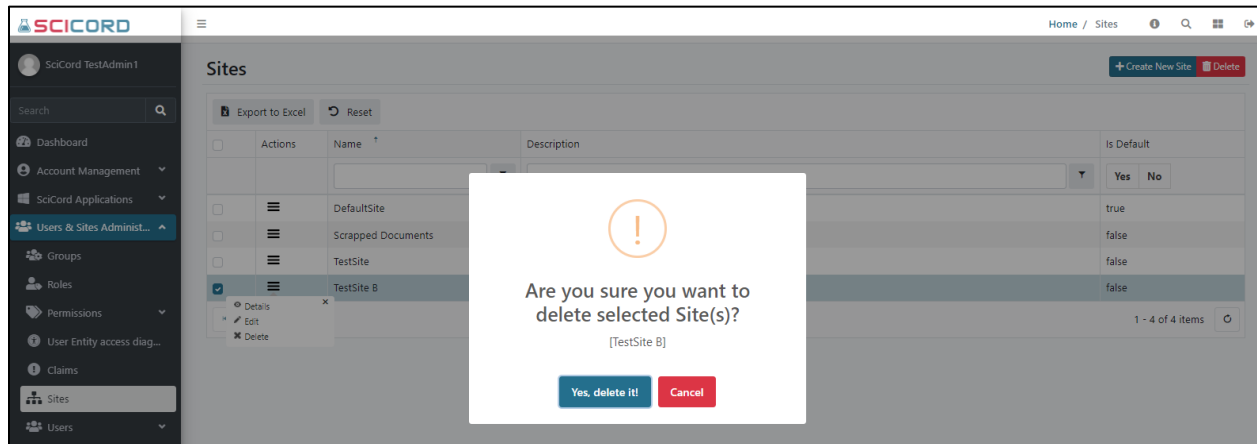 SCICORD
Home / Sites
SciCord TestAdmin1
Sites
Create New Site Delete
Search
Export to Excel Reset
Dashboard
Actions Name Description Is Default
Account Management
Yes No
SciCord Applications
DefaultSite true
Users & Sites Administ...
Scrapped Documents false
Groups
TestSite false
Roles
TestSite B false
Are you sure you want to
delete selected Site(s)?
[TestSite B]
Details
Edit
Delete
Permissions
1 - 4 of 4 items
User Entity access diag...
Claims
Yes, delete it! Cancel
Sites
Users